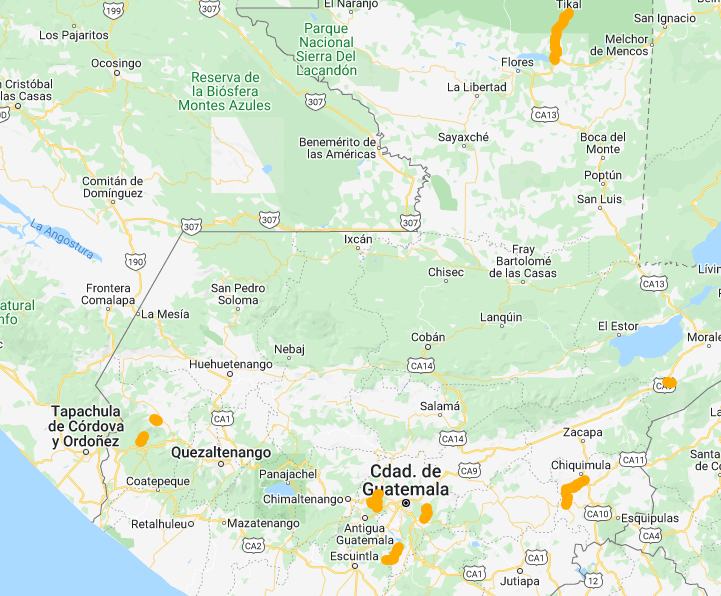 El Naranjo
Tikal
199
307
San Ignacio
Los Pajaritos
Parque
Nacional
Sierra Del
Lacandón
Melchor
de Mencos
Ocosingo
Flores
Reserva de
la Biósfera
Montes Azules
La Libertad
Cristóbal
las Casas
307
CA13
Benemérito de
las Américas
Sayaxché
Boca del
Monte
Comitán de
Domínguez
Poptún
San Luis
La Angostura
307
307
307
Ixcán
190
Fray
Bartolomé
de las Casas
Chisec
CA13
Frontera
Comalapa
San Pedro
Soloma
La Mesía
Lanquín
El Estor
Cobán
Nebaj
Huehuetenango
CA14
Tapachula
de Córdova
y Ordoñez
CA1
Salamá
CA14
Zacapa
Quezaltenango
CA9
CA11
Chiquimula
Panajachel
Cdad. de
Guatemala
Coatepeque
Chimaltenango
Retalhuleu
Mazatenango
Antigua
Guatemala
CA10
Esquipulas
CA2
Escuintla
CA1
CA4
CA1
Jutiapa
12